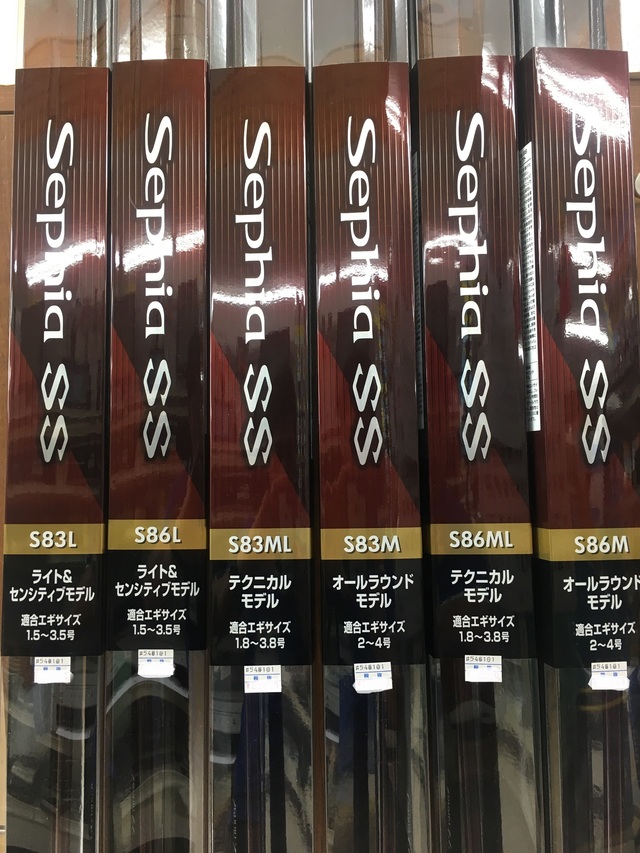 Sephia SS
S83L
ライト&
センシティブモデル
適合エギサイズ
1.5〜3.5号
Sephia SS
S86L
ライト&
センシティブモデル
適合エギサイズ
1.5〜3.5号
Sephia SS
S83ML
テクニカル
モデル
適合エギサイズ
1.8〜3.8号
Sephia SS
S83M
オールラウンド
モデル
適合エギサイズ
2〜4号
Sephia SS
S86ML
テクニカル
モデル
適合エギサイズ
1.8〜3.8号
Sephia SS
S86M
オールラウンド
モデル
適合エギサイズ
2〜4号